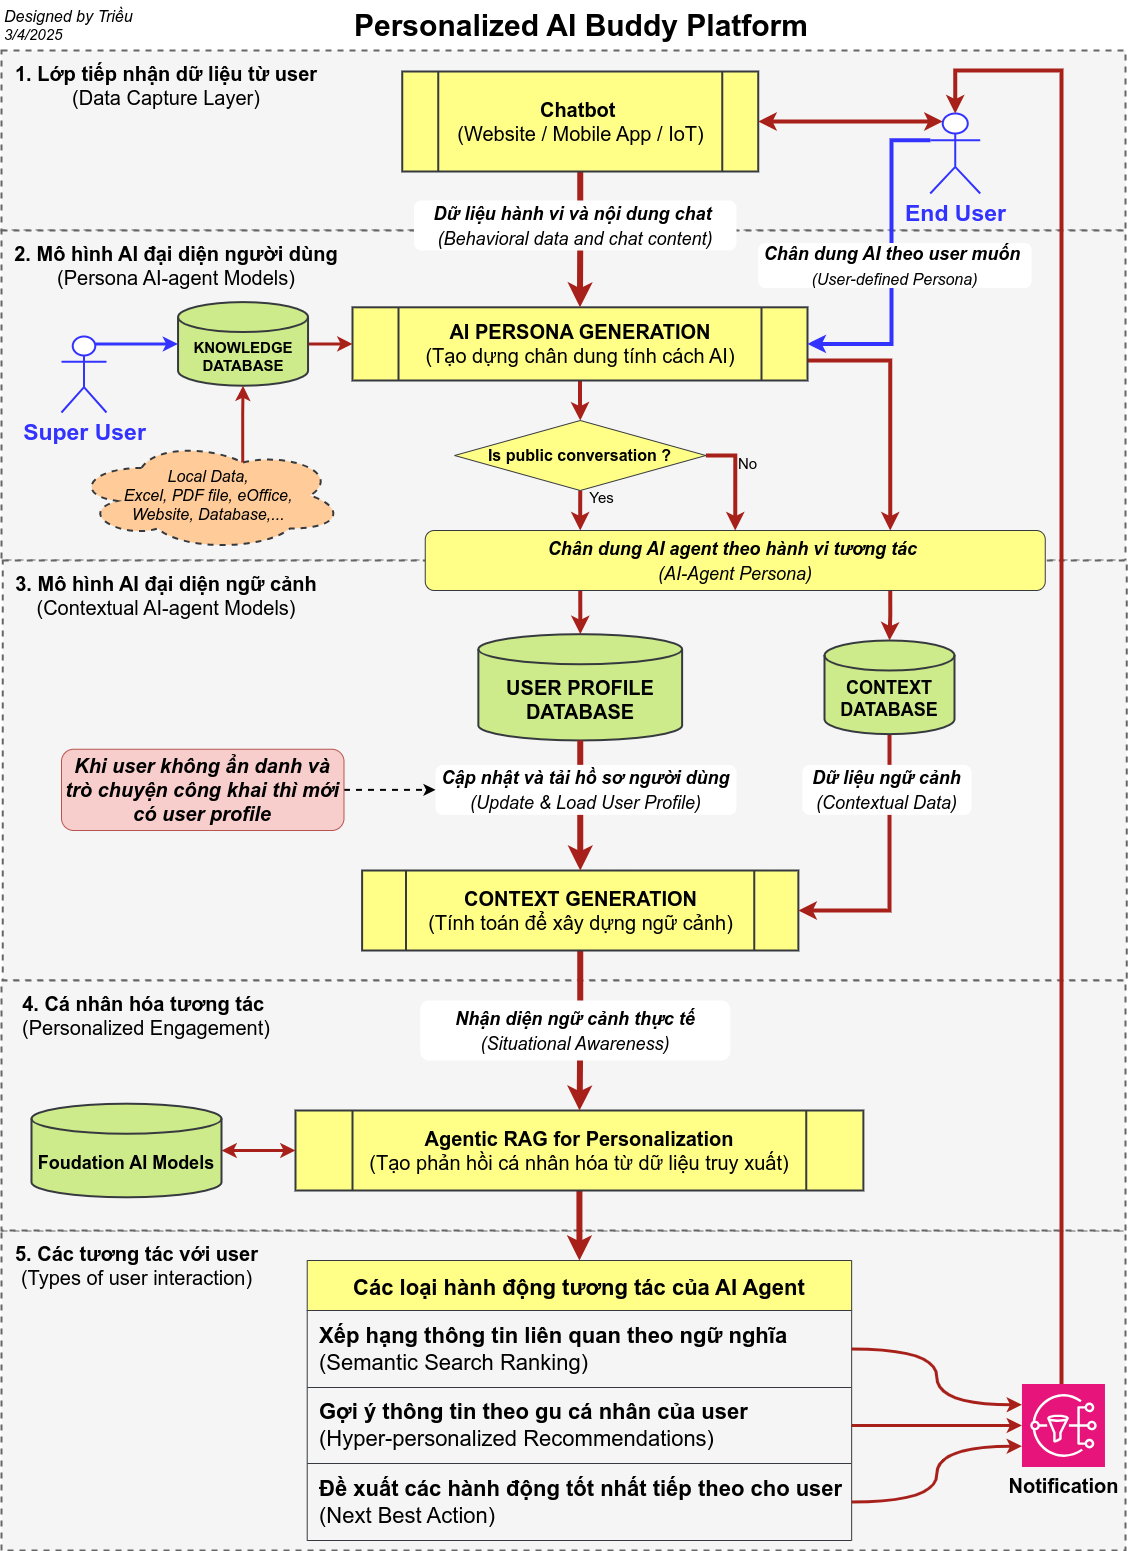 Designed by Triều
3/4/2025
Personalized AI Buddy Platform
1. Lớp tiếp nhận dữ liệu từ user
(Data Capture Layer)
Chatbot
(Website / Mobile App / IoT)
End User
Dữ liệu hành vi và nội dung chat
(Behavioral data and chat content)
2. Mô hình AI đại diện người dùng
(Persona AI-agent Models)
Chân dung AI theo user muốn
(User-defined Persona)
KNOWLEDGE
DATABASE
AI PERSONA GENERATION
(Tạo dựng chân dung tính cách AI)
Super User
Is public conversation ?
No
Yes
Local Data,
Excel, PDF file, eOffice,
Website, Database,...
Chân dung AI agent theo hành vi tương tác
(AI-Agent Persona)
3. Mô hình AI đại diện ngữ cảnh
(Contextual AI-agent Models)
USER PROFILE
DATABASE
CONTEXT
DATABASE
Khi user không ẩn danh và
trò chuyện công khai thì mới
có user profile
Cập nhật và tải hồ sơ người dùng
(Update & Load User Profile)
Dữ liệu ngữ cảnh
(Contextual Data)
CONTEXT GENERATION
(Tính toán để xây dựng ngữ cảnh)
4. Cá nhân hóa tương tác
(Personalized Engagement)
Nhận diện ngữ cảnh thực tế
(Situational Awareness)
Foudation AI Models
Agentic RAG for Personalization
(Tạo phản hồi cá nhân hóa từ dữ liệu truy xuất)
5. Các tương tác với user
(Types of user interaction)
Các loại hành động tương tác của AI Agent
Xếp hạng thông tin liên quan theo ngữ nghĩa
(Semantic Search Ranking)
Gợi ý thông tin theo gu cá nhân của user
(Hyper-personalized Recommendations)
Đề xuất các hành động tốt nhất tiếp theo cho user
(Next Best Action)
Notification